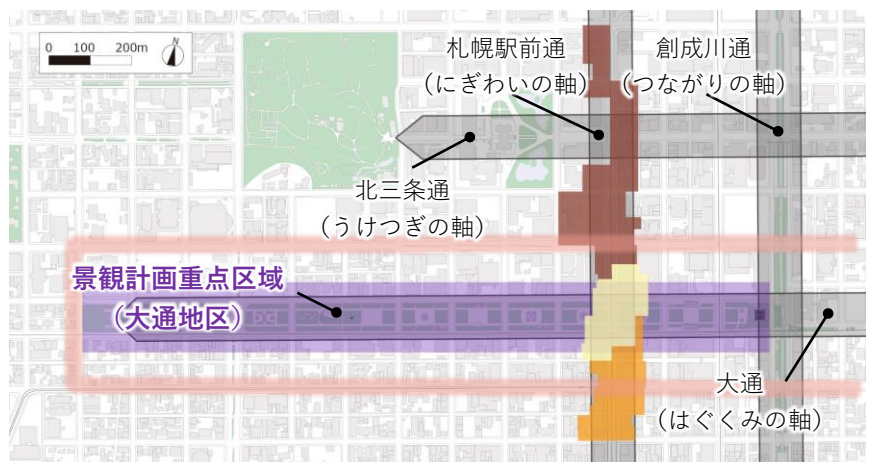 0 100 200m
N
札幌駅前通
(にぎわいの軸)
創成川通
(つながりの軸)
北三条通
(うけつぎの軸)
景観計画重点区域
(大通地区)
大通
(はぐくみの軸)